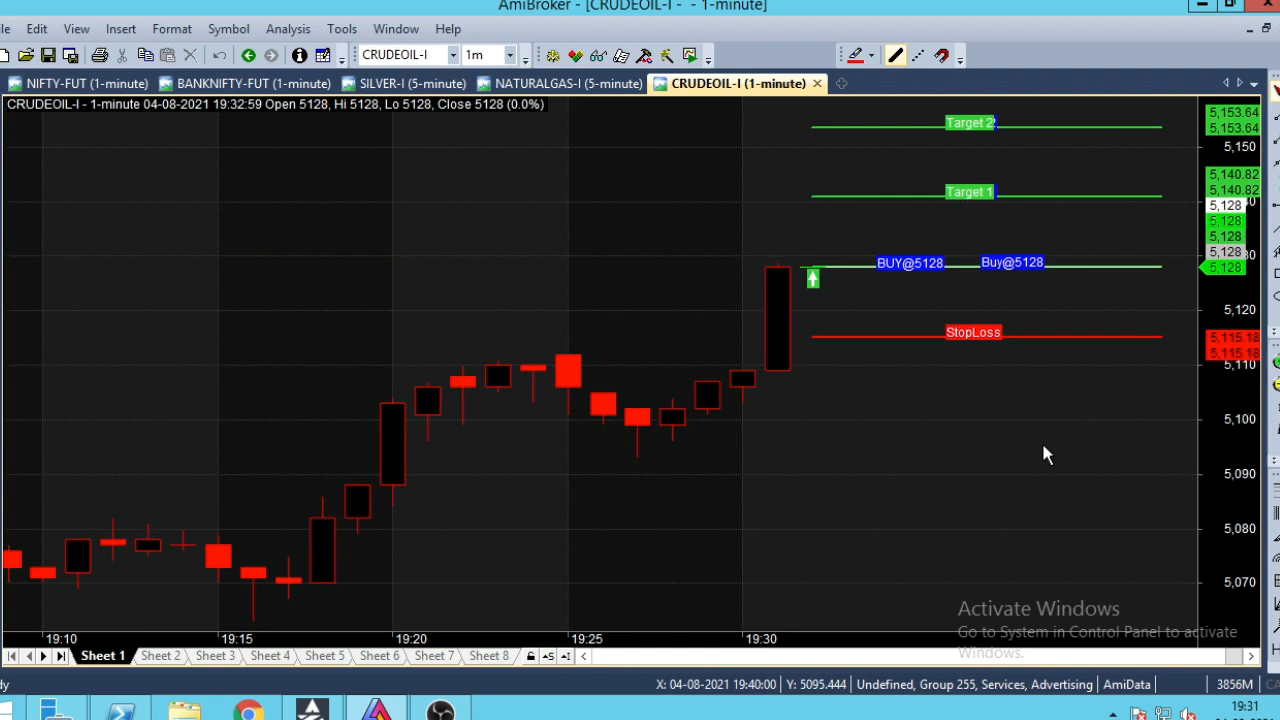 AmiBroker - [CRUDEOIL-I - - 1-minute]
Edit View Insert Format Symbol Analysis Tools Window Help
CRUDEOIL-I 1m
NIFTY-FUT (1-minute) BANKNIFTY-FUT (1-minute) SILVER-I (5-minute) NATURALGAS-I (5-minute) CRUDEOIL-I (1-minute)
CRUDEOIL-I - 1-minute 04-08-2021 19:32:59 Open 5128, Hi 5128, Lo 5128, Close 5128 (0.0%)
5,153.64
Target 2
5,153.64
5,150
5,140.82
Target 1
5,140.82
5,128
5,128
5,128
5,128
BUY@5128 Buy@5128
5,128
5,120
StopLoss
5,115.18
5,115.18
5,110
5,100
5,090
5,080
5,070
Activate Windows
Go to System in Control Panel to activate
Windows.
19:10 19:15 19:20 19:25 19:30
Sheet 1 Sheet 2 Sheet 3 Sheet 4 Sheet 5 Sheet 6 Sheet 7 Sheet 8
X: 04-08-2021 19:40:00 Y: 5095.444 Undefined, Group 255, Services, Advertising AmiData 3856M
19:31